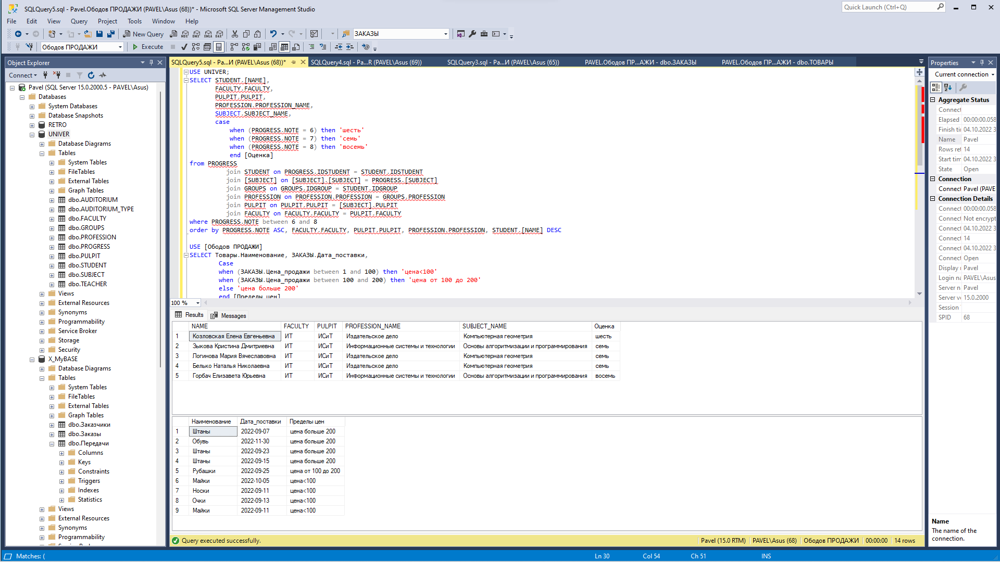 SQLQuery5.sql - Pavel.Ободов ПРОДАЖИ (PAVEL\Asus (68))* - Microsoft SQL Server Management Studio
Quick Launch (Ctrl+Q)
File Edit View Query Project Tools Window Help
New Query
MDX DMX XMLA DAX
ЗАКАЗЫ
Ободов ПРОДАЖИ
Execute
Object Explorer
Connect
Pavel (SQL Server 15.0.2000.5 - PAVEL\Asus)
Databases
System Databases
Database Snapshots
RETRO
UNIVER
Database Diagrams
Tables
System Tables
FileTables
External Tables
Graph Tables
dbo.AUDITORIUM
dbo.AUDITORIUM_TYPE
dbo.FACULTY
dbo.GROUPS
dbo.PROFESSION
dbo.PROGRESS
dbo.PULPIT
dbo.STUDENT
dbo.SUBJECT
dbo.TEACHER
Views
External Resources
Synonyms
Programmability
Service Broker
Storage
Security
X_MyBASE
Database Diagrams
Tables
System Tables
FileTables
External Tables
Graph Tables
dbo.Заказчики
dbo.Заказы
dbo.Передачи
Columns
Keys
Constraints
Triggers
Indexes
Statistics
Views
External Resources
Synonyms
Programmability
SQLQuery5.sql - Pa...И (PAVEL\Asus (68))*
SQLQuery4.sql - Pa...R (PAVEL\Asus (69))
SQLQuery3.sql - Pa...И (PAVEL\Asus (65))
PAVEL.Ободов ПР...АЖИ - dbo.ЗАКАЗЫ
PAVEL.Ободов ПР...АЖИ - dbo.ТОВАРЫ
USE UNIVER;
SELECT STUDENT.[NAME],
FACULTY.FACULTY,
PULPIT.PULPIT,
PROFESSION.PROFESSION_NAME,
SUBJECT.SUBJECT_NAME,
case
when (PROGRESS.NOTE = 6) then 'шесть'
when (PROGRESS.NOTE = 7) then 'семь'
when (PROGRESS.NOTE = 8) then 'восемь'
end [Оценка]
from PROGRESS
join STUDENT on PROGRESS.IDSTUDENT = STUDENT.IDSTUDENT
join [SUBJECT] on [SUBJECT].[SUBJECT] = PROGRESS.[SUBJECT]
join GROUPS on GROUPS.IDGROUP = STUDENT.IDGROUP
join PROFESSION on PROFESSION.PROFESSION = GROUPS.PROFESSION
join PULPIT on PULPIT.PULPIT = [SUBJECT].PULPIT
join FACULTY on FACULTY.FACULTY = PULPIT.FACULTY
where PROGRESS.NOTE between 6 and 8
order by PROGRESS.NOTE ASC, FACULTY.FACULTY, PULPIT.PULPIT, PROFESSION.PROFESSION, STUDENT.[NAME] DESC
USE [Ободов ПРОДАЖИ]
SELECT Товары.Наименование, ЗАКАЗЫ.Дата_поставки,
Case
when (ЗАКАЗЫ.Цена_продажи between 1 and 100) then 'цена<100'
when (ЗАКАЗЫ.Цена_продажи between 100 and 200) then 'цена от 100 до 200'
else 'цена больше 200'
end [Пределы цен]
100 %
Results Messages
NAME FACULTY PULPIT PROFESSION_NAME SUBJECT_NAME Оценка
1 Козловская Елена Евгеньевна ИТ ИСиТ Издательское дело Компьютерная геометрия шесть
2 Зыкова Кристина Дмитриевна ИТ ИСиТ Информационные системы и технологии Основы алгоритмизации и программирования семь
3 Логинова Мария Вячеславовна ИТ ИСиТ Издательское дело Компьютерная геометрия семь
4 Белько Наталья Николаевна ИТ ИСиТ Издательское дело Компьютерная геометрия семь
5 Горбач Елизавета Юрьевна ИТ ИСиТ Информационные системы и технологии Основы алгоритмизации и программирования восемь
Наименование Дата_поставки Пределы цен
1 Штаны 2022-09-07 цена больше 200
2 Обувь 2022-11-30 цена больше 200
3 Штаны 2022-09-23 цена больше 200
4 Штаны 2022-09-15 цена больше 200
5 Рубашки 2022-09-25 цена от 100 до 200
6 Майки 2022-10-05 цена<100
7 Носки 2022-09-11 цена<100
8 Очки 2022-09-13 цена<100
9 Майки 2022-09-11 цена<100
Query executed successfully.
Pavel (15.0 RTM) PAVEL\Asus (68) Ободов ПРОДАЖИ 00:00:00 14 rows
Properties
Current connection
Aggregate Status
Connect
Elapsed 00:00:00.058
Finish ti 04.10.2022 3
Name Pavel
Rows ret 14
Start tim 04.10.2022 3
State Open
Connection
Connect Pavel (PAVE
Connection Details
Connect 00:00:00.058
Connect Not encrypt
Connect 04.10.2022 3
Connect 14
Connect 04.10.2022 3
Connect Open
Display r Pavel
Login na PAVEL\Asus
Server n Pavel
Server ve 15.0.2000
Session
SPID 68
Name
The name of the
connection.
Matches: (
Ln 30 Col 54 Ch 51 INS